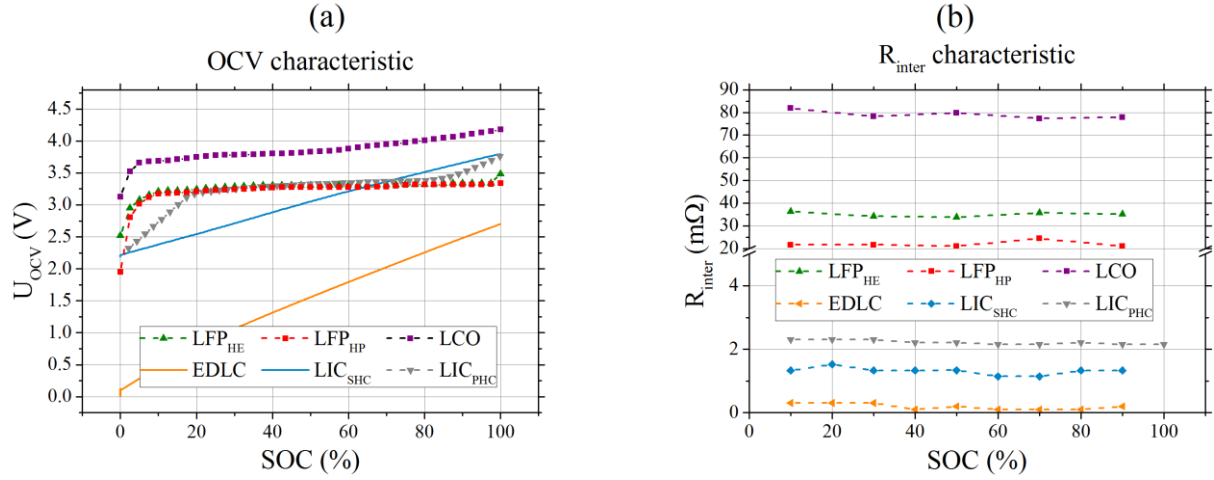 (a)
OCV characteristic
U_OCV (V)
4.5
4.0
3.5
3.0
2.5
2.0
1.5
1.0
0.5
0.0
LFP_HE LFP_HP LCO
EDLC LIC_SHC LIC_PHC
0 20 40 60 80 100
SOC (%)
(b)
R_inter characteristic
R_inter (mΩ)
90
80
70
60
50
40
30
20
4
2
0
LFP_HE LFP_HP LCO
EDLC LIC_SHC LIC_PHC
0 20 40 60 80 100
SOC (%)